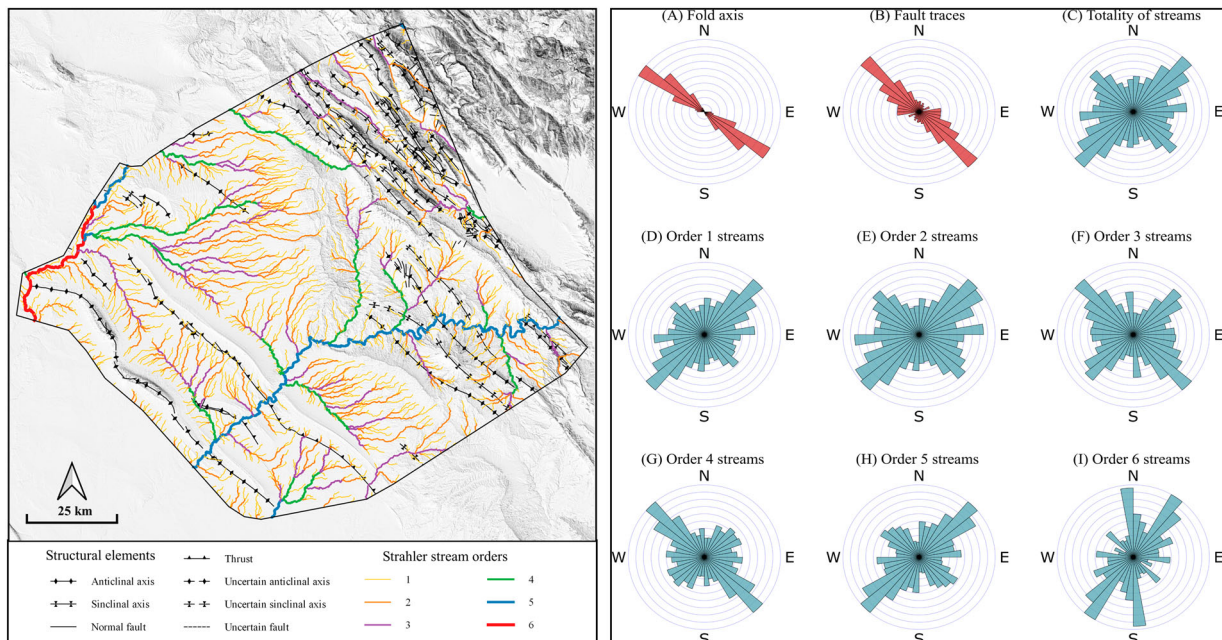 25 km
Structural elements
Anticlinal axis
Sinclinal axis
Normal fault
Thrust
Uncertain anticlinal axis
Uncertain sinclinal axis
Uncertain fault
Strahler stream orders
1
2
3
4
5
6
(A) Fold axis
N
W
E
S
(B) Fault traces
N
W
E
S
(C) Totality of streams
N
W
E
S
(D) Order 1 streams
N
W
E
S
(E) Order 2 streams
N
W
E
S
(F) Order 3 streams
N
W
E
S
(G) Order 4 streams
N
W
E
S
(H) Order 5 streams
N
W
E
S
(I) Order 6 streams
N
W
E
S